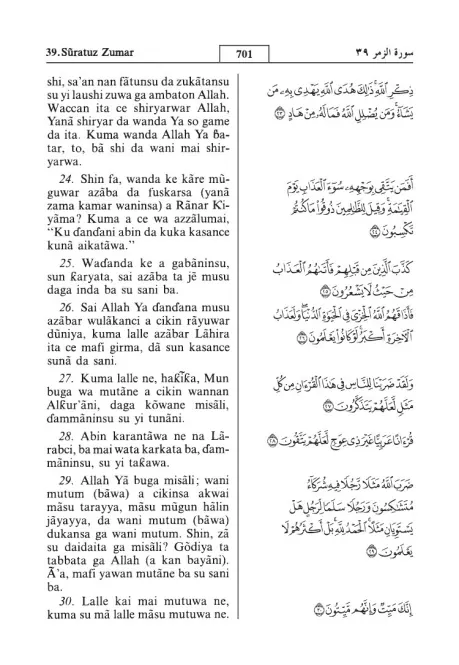 39. Sūratuz Zumar
701
سورة الزمر ٣٩
shi, sa'an nan fātunsu da zukātansu
su yi laushi zuwa ga ambaton Allah.
Waccan ita ce shiryarwar Allah,
Yanā shiryar da wanda Ya so game
da ita. Kuma wanda Allah Ya ɓa-
tar, to, bā shi da wani mai shir-
yarwa.
24. Shin fa, wanda ke kāre mū-
guwar azāba da fuskarsa (yanā
zama kamar waninsa) a Rānar Ƙi-
yāma? Kuma a ce wa azzālumai,
"Ku ɗanɗani abin da kuka kasance
kunā aikatāwa."
25. Waɗanda ke a gabāninsu,
sun ƙaryata, sai azāba ta jē musu
daga inda ba su sani ba.
26. Sai Allah Ya ɗanɗana musu
azābar wulākanci a cikin rāyuwar
dūniya, kuma lalle azābar Lāhira
ita ce mafi girma, dā sun kasance
sunā da sani.
27. Kuma lalle ne, haƙīƙa, Mun
buga wa mutāne a cikin wannan
Alƙur'āni, daga kōwane misāli,
ɗammāninsu, su yi tunāni.
28. Abin karantāwa ne na Lā-
rabci, ba mai wata karkata ba, ɗam-
māninsu, su yi taƙawa.
29. Allah Yā buga misāli; wani
mutum (bāwa) a cikinsa akwai
māsu tarayya, māsu mūgun hālin
jāyayya, da wani mutum (bāwa)
dukansa ga wani mutum. Shin, zā
su daidaita ga misāli? Gōdiya ta
tabbata ga Allah (a kan bayāni).
Ā'a, mafi yawan mutāne ba su sani
ba.
30. Lalle kai mai mutuwa ne,
kuma su mā lalle māsu mutuwa ne.
ذِكْرِ ٱللَّهِ ذَٰلِكَ هُدَى ٱللَّهِ يَهْدِى بِهِۦ مَن
يَشَآءُ وَمَن يُضْلِلِ ٱللَّهُ فَمَا لَهُۥ مِنْ هَادٍ ٢٣
أَفَمَن يَتَّقِى بِوَجْهِهِۦ سُوٓءَ ٱلْعَذَابِ يَوْمَ
ٱلْقِيَٰمَةِ وَقِيلَ لِلظَّٰلِمِينَ ذُوقُوا۟ مَا كُنتُمْ
تَكْسِبُونَ ٢٤
كَذَّبَ ٱلَّذِينَ مِن قَبْلِهِمْ فَأَتَىٰهُمُ ٱلْعَذَابُ
مِنْ حَيْثُ لَا يَشْعُرُونَ ٢٥
فَأَذَاقَهُمُ ٱللَّهُ ٱلْخِزْىَ فِى ٱلْحَيَوٰةِ ٱلدُّنْيَا وَلَعَذَابُ
ٱلْءَاخِرَةِ أَكْبَرُ لَوْ كَانُوا۟ يَعْلَمُونَ ٢٦
وَلَقَدْ ضَرَبْنَا لِلنَّاسِ فِى هَٰذَا ٱلْقُرْءَانِ مِن كُلِّ
مَثَلٍ لَّعَلَّهُمْ يَتَذَكَّرُونَ ٢٧
قُرْءَانًا عَرَبِيًّا غَيْرَ ذِى عِوَجٍ لَّعَلَّهُمْ يَتَّقُونَ ٢٨
ضَرَبَ ٱللَّهُ مَثَلًا رَّجُلًا فِيهِ شُرَكَآءُ
مُتَشَٰكِسُونَ وَرَجُلًا سَلَمًا لِّرَجُلٍ هَلْ
يَسْتَوِيَانِ مَثَلًا ٱلْحَمْدُ لِلَّهِ بَلْ أَكْثَرُهُمْ لَا
يَعْلَمُونَ ٢٩
إِنَّكَ مَيِّتٌ وَإِنَّهُم مَّيِّتُونَ ٣٠